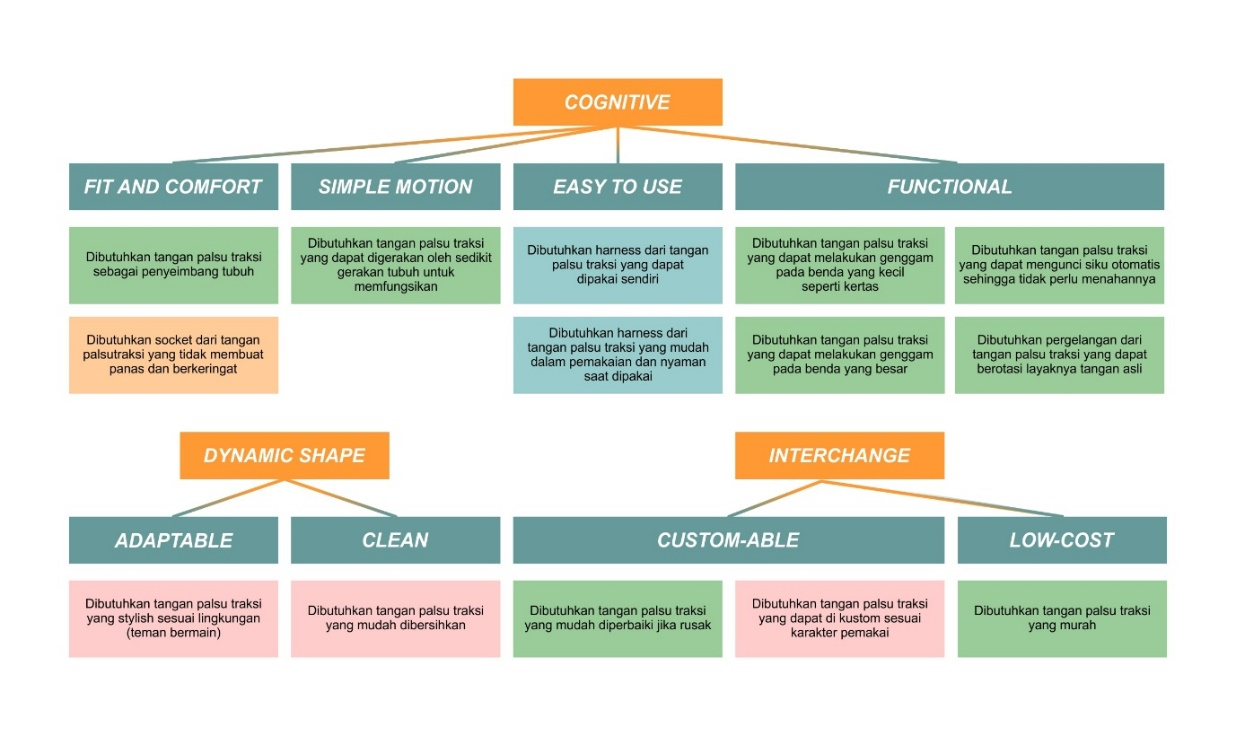 COGNITIVE
FIT AND COMFORT
SIMPLE MOTION
EASY TO USE
FUNCTIONAL
Dibutuhkan tangan palsu traksi
sebagai penyeimbang tubuh
Dibutuhkan tangan palsu traksi
yang dapat digerakan oleh sedikit
gerakan tubuh untuk
memfungsikan
Dibutuhkan harness dari tangan
palsu traksi yang dapat
dipakai sendiri
Dibutuhkan tangan palsu traksi
yang dapat melakukan genggam
pada benda yang kecil
seperti kertas
Dibutuhkan tangan palsu traksi
yang dapat mengunci siku otomatis
sehingga tidak perlu menahannya
Dibutuhkan socket dari tangan
palsutraksi yang tidak membuat
panas dan berkeringat
Dibutuhkan harness dari
tangan palsu traksi yang mudah
dalam pemakaian dan nyaman
saat dipakai
Dibutuhkan tangan palsu traksi
yang dapat melakukan genggam
pada benda yang besar
Dibutuhkan pergelangan dari
tangan palsu traksi yang dapat
berotasi layaknya tangan asli
DYNAMIC SHAPE
INTERCHANGE
ADAPTABLE
CLEAN
CUSTOM-ABLE
LOW-COST
Dibutuhkan tangan palsu traksi
yang stylish sesuai lingkungan
(teman bermain)
Dibutuhkan tangan palsu traksi
yang mudah dibersihkan
Dibutuhkan tangan palsu traksi
yang mudah diperbaiki jika rusak
Dibutuhkan tangan palsu traksi
yang dapat di kustom sesuai
karakter pemakai
Dibutuhkan tangan palsu traksi
yang murah